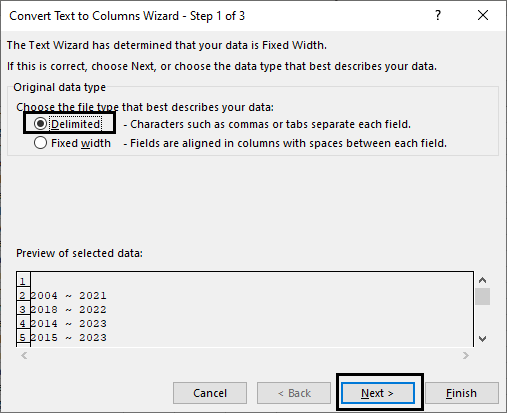 Convert Text to Columns Wizard - Step 1 of 3
The Text Wizard has determined that your data is Fixed Width.
If this is correct, choose Next, or choose the data type that best describes your data.
Original data type
Choose the file type that best describes your data:
Delimited - Characters such as commas or tabs separate each field.
Fixed width - Fields are aligned in columns with spaces between each field.
Preview of selected data:
1
2 2004 ~ 2021
3 2018 ~ 2022
4 2014 ~ 2023
5 2015 ~ 2023
Cancel < Back Next > Finish